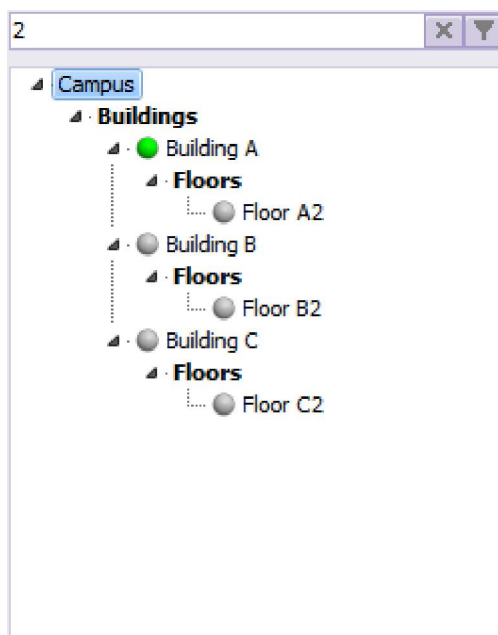 2
Campus
Buildings
Building A
Floors
Floor A2
Building B
Floors
Floor B2
Building C
Floors
Floor C2